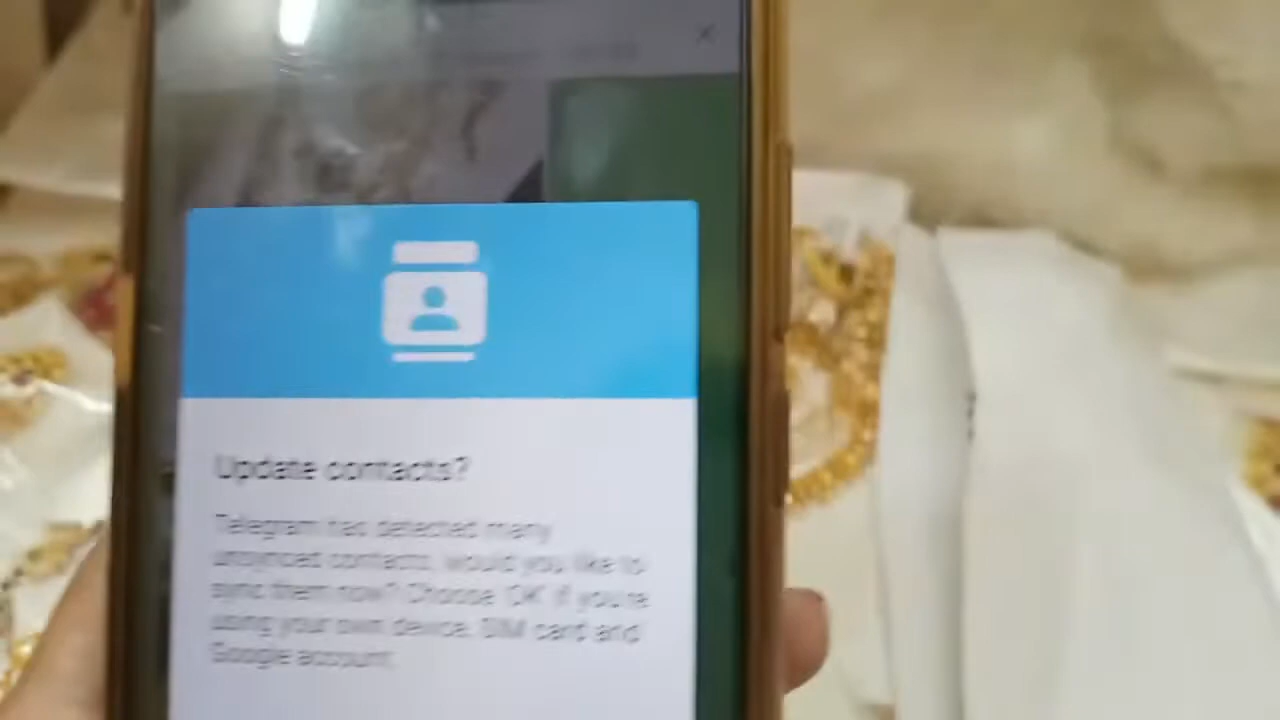 Update contacts?
Telegram has detected many
unsynced contacts, would you like to
sync them now? Choose 'OK' if you're
using your own device, SIM card and
Google account.